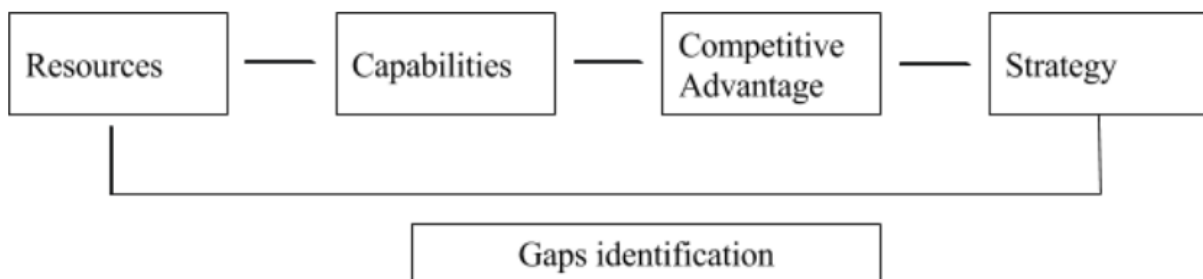 Resources
Capabilities
Competitive
Advantage
Strategy
Gaps identification